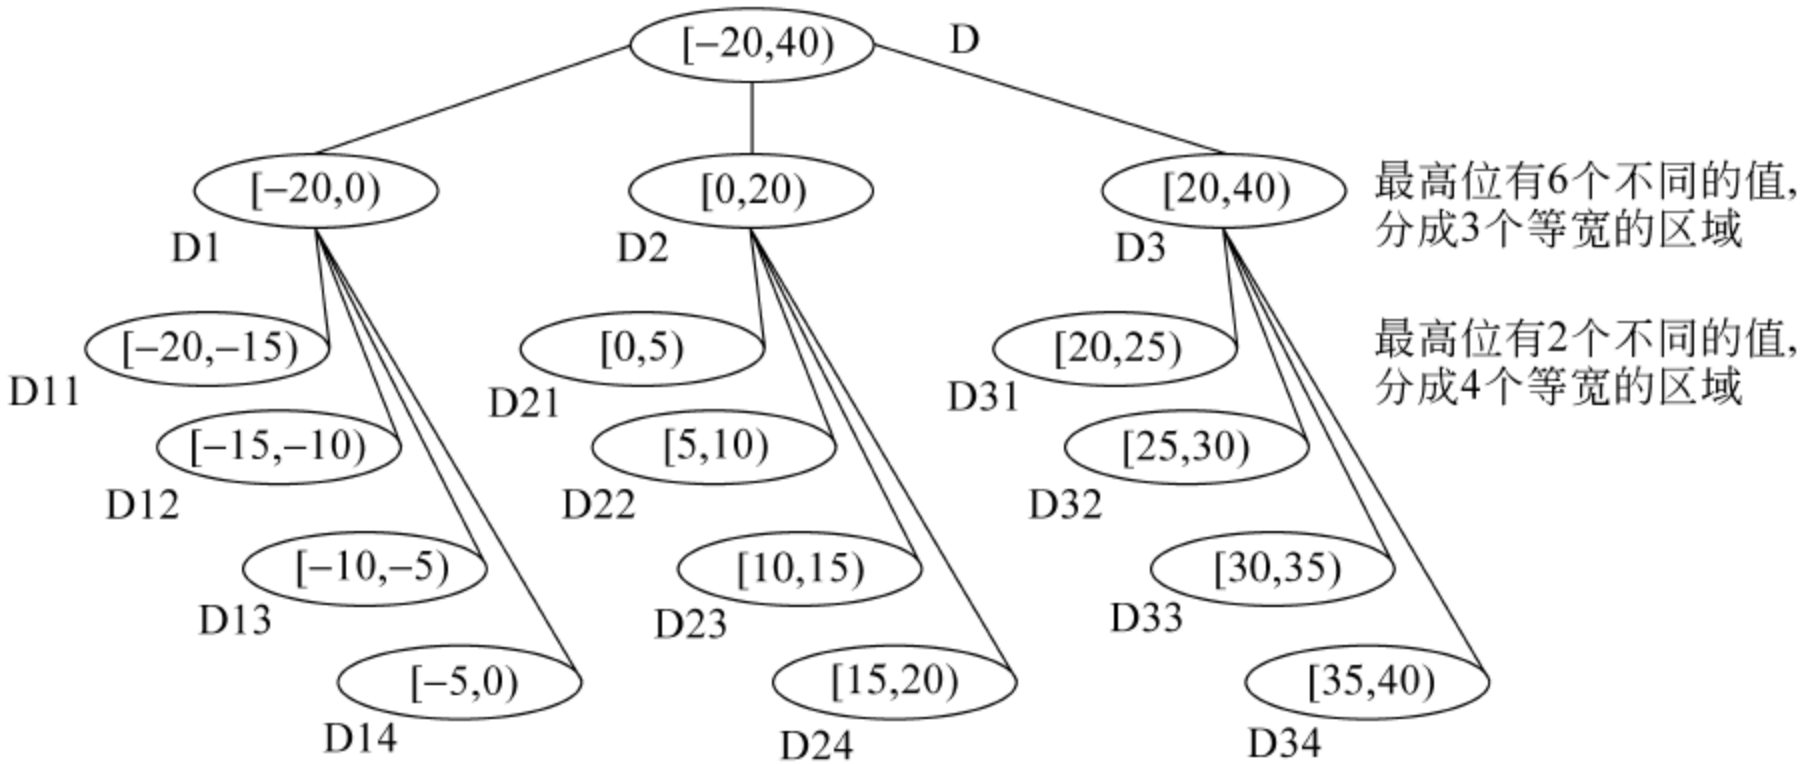 [−20,40)
D
[−20,0)
D1
[0,20)
D2
[20,40)
D3
最高位有6个不同的值,
分成3个等宽的区域
[−20,−15)
D11
[−15,−10)
D12
[−10,−5)
D13
[−5,0)
D14
[0,5)
D21
[5,10)
D22
[10,15)
D23
[15,20)
D24
[20,25)
D31
[25,30)
D32
[30,35)
D33
[35,40)
D34
最高位有2个不同的值,
分成4个等宽的区域